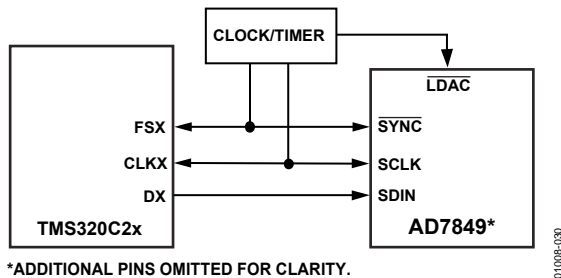 CLOCK/TIMER
LDAC
FSX
SYNC
CLKX
SCLK
DX
SDIN
TMS320C2x
AD7849*
*ADDITIONAL PINS OMITTED FOR CLARITY.
01008-030